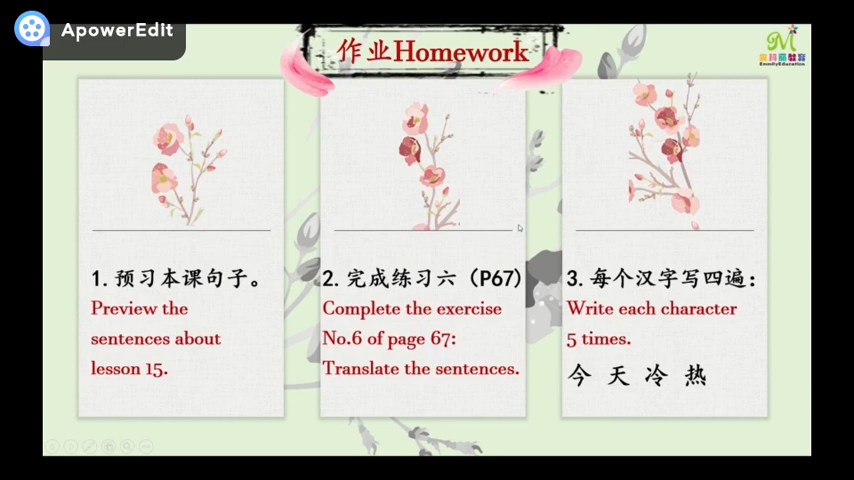 ApowerEdit
作业Homework
EmmilyEducation
1.预习本课句子。
Preview the
sentences about
lesson 15.
2.完成练习六（P67)
Complete the exercise
No.6 of page 67:
Translate the sentences.
3.每个汉字写四遍：
Write each character
5 times.
今 天 冷 热